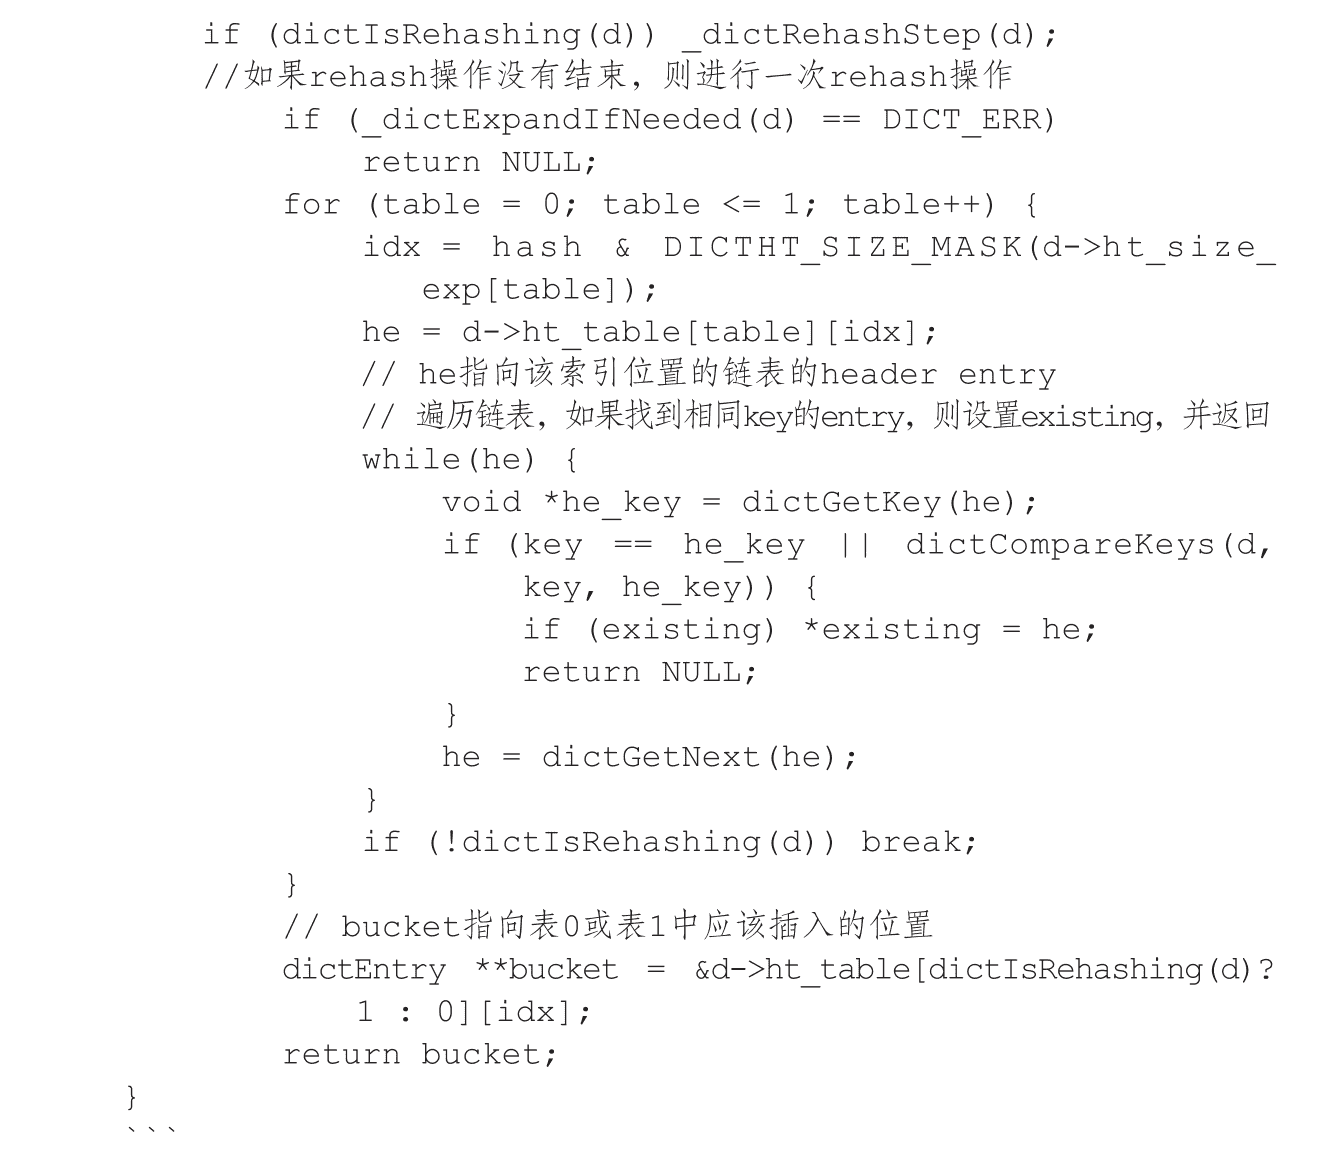 if (dictIsRehashing(d)) _dictRehashStep(d);
//如果rehash操作没有结束，则进行一次rehash操作
if (_dictExpandIfNeeded(d) == DICT_ERR)
return NULL;
for (table = 0; table <= 1; table++) {
idx = hash & DICTHT_SIZE_MASK(d->ht_size_
exp[table]);
he = d->ht_table[table][idx];
// he指向该索引位置的链表的header entry
// 遍历链表，如果找到相同key的entry，则设置existing，并返回
while(he) {
void *he_key = dictGetKey(he);
if (key == he_key || dictCompareKeys(d,
key, he_key)) {
if (existing) *existing = he;
return NULL;
}
he = dictGetNext(he);
}
if (!dictIsRehashing(d)) break;
}
// bucket指向表0或表1中应该插入的位置
dictEntry **bucket = &d->ht_table[dictIsRehashing(d)?
1 : 0][idx];
return bucket;
}
```